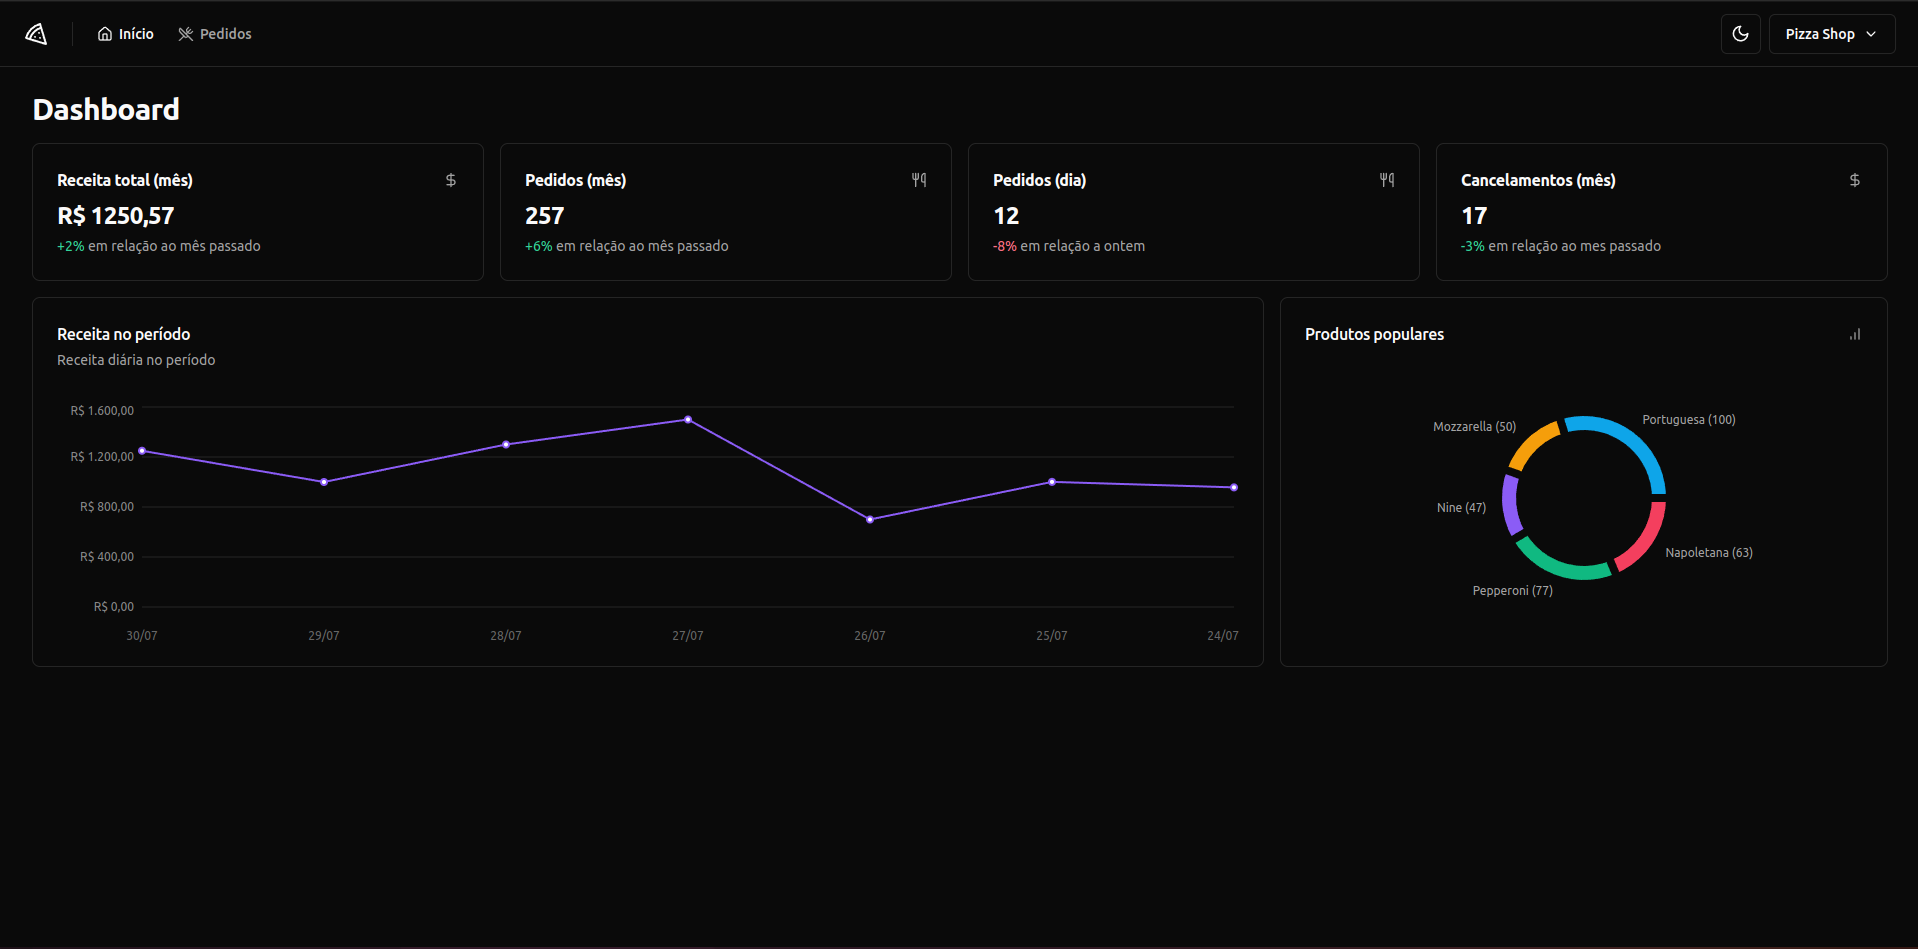 Início
Pedidos
Pizza Shop
Dashboard
Receita total (mês)
R$ 1250,57
+2% em relação ao mês passado
Pedidos (mês)
257
+6% em relação ao mês passado
Pedidos (dia)
12
-8% em relação a ontem
Cancelamentos (mês)
17
-3% em relação ao mes passado
Receita no período
Receita diária no período
R$ 1.600,00
R$ 1.200,00
R$ 800,00
R$ 400,00
R$ 0,00
30/07
29/07
28/07
27/07
26/07
25/07
24/07
Produtos populares
Portuguesa (100)
Mozzarella (50)
Nine (47)
Napoletana (63)
Pepperoni (77)